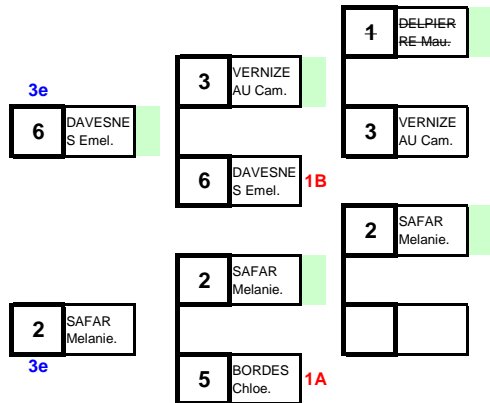 1 DELPIER
RE Mau.
3e
3 VERNIZE
AU Cam.
6 DAVESNE
S Emel.
3 VERNIZE
AU Cam.
6 DAVESNE
S Emel.
1B
2 SAFAR
Melanie.
2 SAFAR
Melanie.
2 SAFAR
Melanie.
3e
5 BORDES
Chloe.
1A